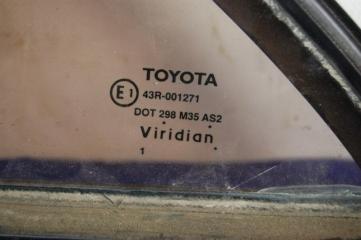 TOYOTA
E1 43R-001271
DOT 298 M35 AS2
Viridian
1